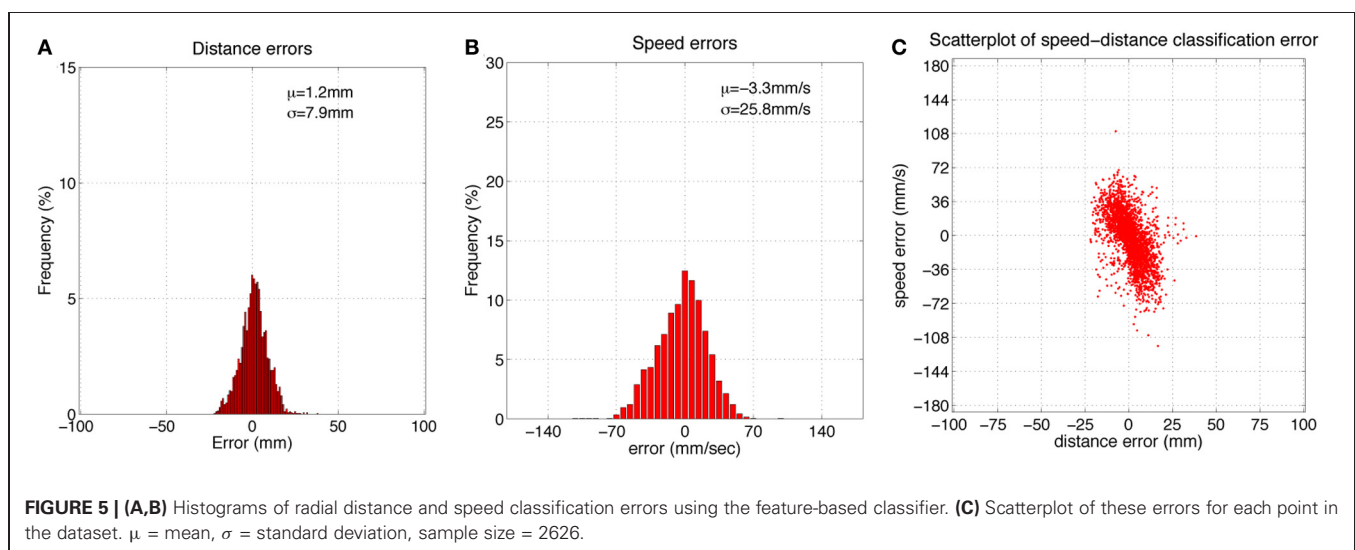 A
Distance errors
15
10
5
0
−100
−50
0
50
100
Frequency (%)
Error (mm)
μ=1.2mm
σ=7.9mm
B
Speed errors
30
25
20
15
10
5
0
−140
−70
0
70
140
Frequency (%)
error (mm/sec)
μ=−3.3mm/s
σ=25.8mm/s
C
Scatterplot of speed−distance classification error
180
144
108
72
36
0
−36
−72
−108
−144
−180
−100
−75
−50
−25
0
25
50
75
100
speed error (mm/s)
distance error (mm)
FIGURE 5 | (A,B) Histograms of radial distance and speed classification errors using the feature-based classifier. (C) Scatterplot of these errors for each point in
the dataset. μ = mean, σ = standard deviation, sample size = 2626.